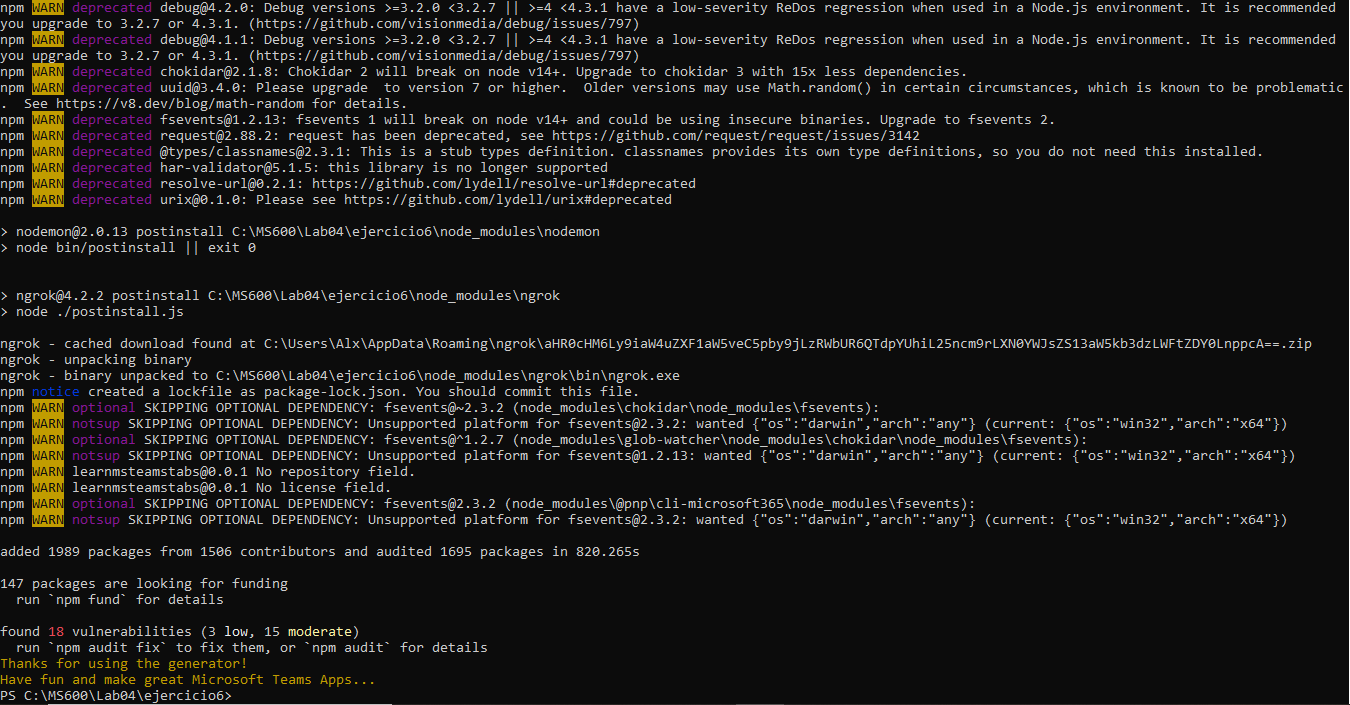 npm WARN deprecated debug@4.2.0: Debug versions >=3.2.0 <3.2.7 || >=4 <4.3.1 have a low-severity ReDos regression when used in a Node.js environment. It is recommended
you upgrade to 3.2.7 or 4.3.1. (https://github.com/visionmedia/debug/issues/797)
npm WARN deprecated debug@4.1.1: Debug versions >=3.2.0 <3.2.7 || >=4 <4.3.1 have a low-severity ReDos regression when used in a Node.js environment. It is recommended
you upgrade to 3.2.7 or 4.3.1. (https://github.com/visionmedia/debug/issues/797)
npm WARN deprecated chokidar@2.1.8: Chokidar 2 will break on node v14+. Upgrade to chokidar 3 with 15x less dependencies.
npm WARN deprecated uuid@3.4.0: Please upgrade  to version 7 or higher.  Older versions may use Math.random() in certain circumstances, which is known to be problematic
.  See https://v8.dev/blog/math-random for details.
npm WARN deprecated fsevents@1.2.13: fsevents 1 will break on node v14+ and could be using insecure binaries. Upgrade to fsevents 2.
npm WARN deprecated request@2.88.2: request has been deprecated, see https://github.com/request/request/issues/3142
npm WARN deprecated @types/classnames@2.3.1: This is a stub types definition. classnames provides its own type definitions, so you do not need this installed.
npm WARN deprecated har-validator@5.1.5: this library is no longer supported
npm WARN deprecated resolve-url@0.2.1: https://github.com/lydell/resolve-url#deprecated
npm WARN deprecated urix@0.1.0: Please see https://github.com/lydell/urix#deprecated
> nodemon@2.0.13 postinstall C:\MS600\Lab04\ejercicio6\node_modules\nodemon
> node bin/postinstall || exit 0
> ngrok@4.2.2 postinstall C:\MS600\Lab04\ejercicio6\node_modules\ngrok
> node ./postinstall.js
ngrok - cached download found at C:\Users\Alx\AppData\Roaming\ngrok\aHR0cHM6Ly9iaW4uZXF1aW5veC5pby9jLzRWbUR6QTdpYUhiL25ncm9rLXN0YWJsZS13aW5kb3dzLWFtZDY0LnppcA==.zip
ngrok - unpacking binary
ngrok - binary unpacked to C:\MS600\Lab04\ejercicio6\node_modules\ngrok\bin\ngrok.exe
npm notice created a lockfile as package-lock.json. You should commit this file.
npm WARN optional SKIPPING OPTIONAL DEPENDENCY: fsevents@~2.3.2 (node_modules\chokidar\node_modules\fsevents):
npm WARN notsup SKIPPING OPTIONAL DEPENDENCY: Unsupported platform for fsevents@2.3.2: wanted {"os":"darwin","arch":"any"} (current: {"os":"win32","arch":"x64"})
npm WARN optional SKIPPING OPTIONAL DEPENDENCY: fsevents@^1.2.7 (node_modules\glob-watcher\node_modules\chokidar\node_modules\fsevents):
npm WARN notsup SKIPPING OPTIONAL DEPENDENCY: Unsupported platform for fsevents@1.2.13: wanted {"os":"darwin","arch":"any"} (current: {"os":"win32","arch":"x64"})
npm WARN learnmsteamstabs@0.0.1 No repository field.
npm WARN learnmsteamstabs@0.0.1 No license field.
npm WARN optional SKIPPING OPTIONAL DEPENDENCY: fsevents@2.3.2 (node_modules\@pnp\cli-microsoft365\node_modules\fsevents):
npm WARN notsup SKIPPING OPTIONAL DEPENDENCY: Unsupported platform for fsevents@2.3.2: wanted {"os":"darwin","arch":"any"} (current: {"os":"win32","arch":"x64"})
added 1989 packages from 1506 contributors and audited 1695 packages in 820.265s
147 packages are looking for funding
  run `npm fund` for details
found 18 vulnerabilities (3 low, 15 moderate)
  run `npm audit fix` to fix them, or `npm audit` for details
Thanks for using the generator!
Have fun and make great Microsoft Teams Apps...
PS C:\MS600\Lab04\ejercicio6>